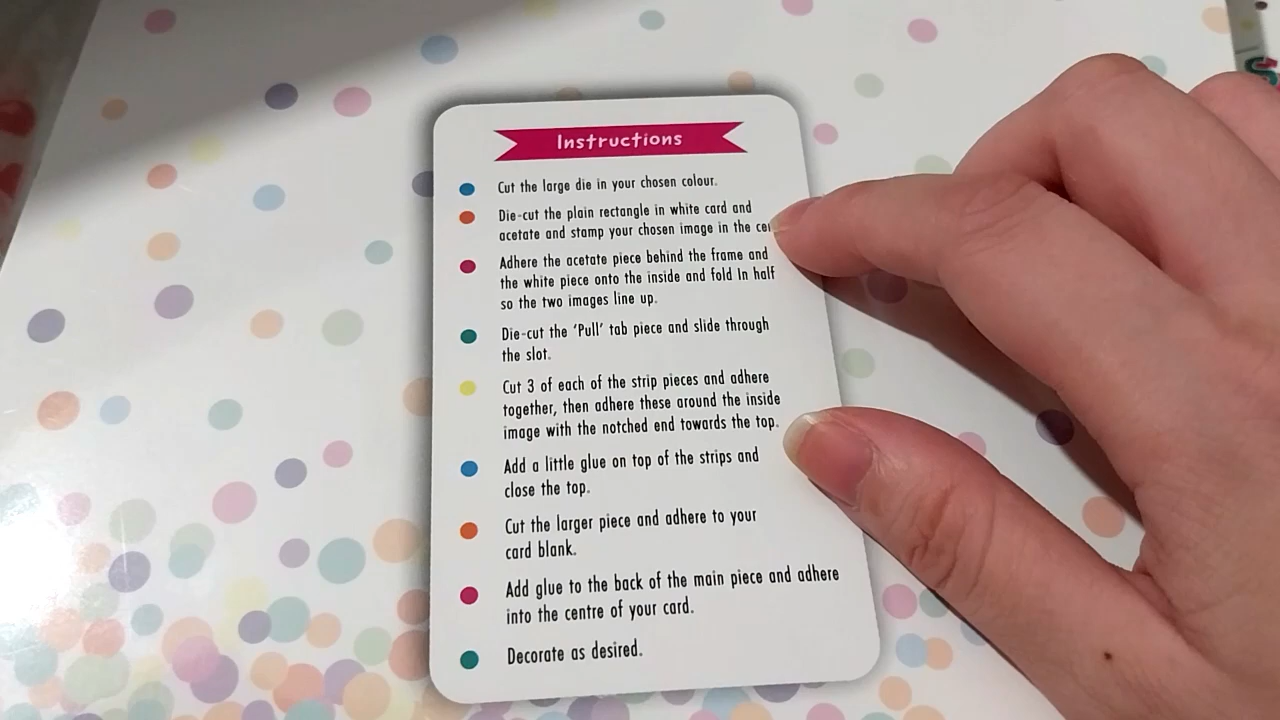 Instructions
Cut the large die in your chosen colour.
Die-cut the plain rectangle in white card and
acetate and stamp your chosen image in the
Adhere the acetate piece behind the frame and
the white piece onto the inside and fold In half
so the two images line up.
Die-cut the 'Pull' tab piece and slide through
the slot.
Cut 3 of each of the strip pieces and adhere
together, then adhere these around the inside
image with the notched end towards the top.
Add a little glue on top of the strips and
close the top.
Cut the larger piece and adhere to your
card blank.
Add glue to the back of the main piece and adhere
into the centre of your card.
Decorate as desired.